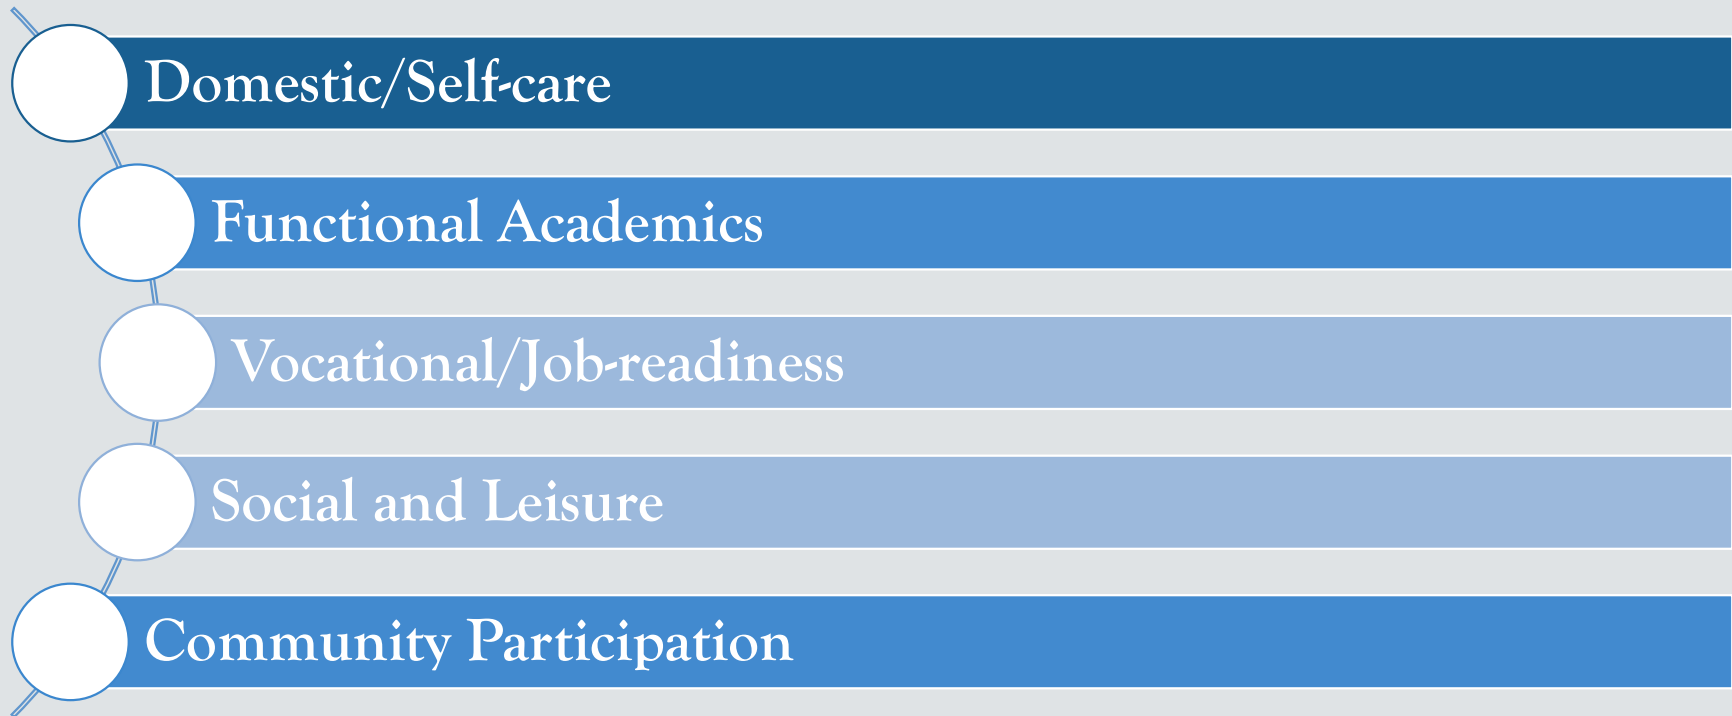 Domestic/Self-care
Functional Academics
Vocational/Job-readiness
Social and Leisure
Community Participation